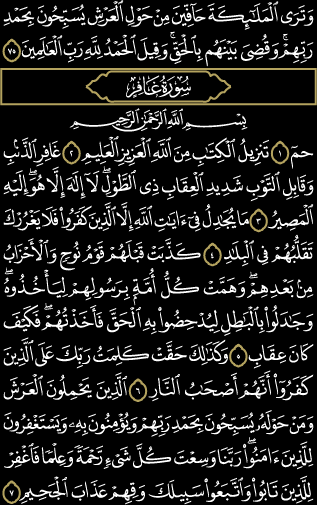 وَتَرَى ٱلْمَلَٰٓئِكَةَ حَآفِّينَ مِنْ حَوْلِ ٱلْعَرْشِ يُسَبِّحُونَ بِحَمْدِ
رَبِّهِمْ ۖ وَقُضِىَ بَيْنَهُم بِٱلْحَقِّ وَقِيلَ ٱلْحَمْدُ لِلَّهِ رَبِّ ٱلْعَٰلَمِينَ ٧٥
سُورَةُ غَافِرٍ
بِسْمِ ٱللَّهِ ٱلرَّحْمَٰنِ ٱلرَّحِيمِ
حمٓ ١ تَنزِيلُ ٱلْكِتَٰبِ مِنَ ٱللَّهِ ٱلْعَزِيزِ ٱلْعَلِيمِ ٢ غَافِرِ ٱلذَّنۢبِ
وَقَابِلِ ٱلتَّوْبِ شَدِيدِ ٱلْعِقَابِ ذِى ٱلطَّوْلِ ۖ لَآ إِلَٰهَ إِلَّا هُوَ ۖ إِلَيْهِ
ٱلْمَصِيرُ ٣ مَا يُجَٰدِلُ فِىٓ ءَايَٰتِ ٱللَّهِ إِلَّا ٱلَّذِينَ كَفَرُوا۟ فَلَا يَغْرُرْكَ
تَقَلُّبُهُمْ فِى ٱلْبِلَٰدِ ٤ كَذَّبَتْ قَبْلَهُمْ قَوْمُ نُوحٍ وَٱلْأَحْزَابُ
مِنۢ بَعْدِهِمْ ۖ وَهَمَّتْ كُلُّ أُمَّةٍۭ بِرَسُولِهِمْ لِيَأْخُذُوهُ ۖ
وَجَٰدَلُوا۟ بِٱلْبَٰطِلِ لِيُدْحِضُوا۟ بِهِ ٱلْحَقَّ فَأَخَذْتُهُمْ ۖ فَكَيْفَ
كَانَ عِقَابِ ٥ وَكَذَٰلِكَ حَقَّتْ كَلِمَتُ رَبِّكَ عَلَى ٱلَّذِينَ
كَفَرُوٓا۟ أَنَّهُمْ أَصْحَٰبُ ٱلنَّارِ ٦ ٱلَّذِينَ يَحْمِلُونَ ٱلْعَرْشَ
وَمَنْ حَوْلَهُۥ يُسَبِّحُونَ بِحَمْدِ رَبِّهِمْ وَيُؤْمِنُونَ بِهِۦ وَيَسْتَغْفِرُونَ
لِلَّذِينَ ءَامَنُوا۟ رَبَّنَا وَسِعْتَ كُلَّ شَىْءٍ رَّحْمَةً وَعِلْمًا فَٱغْفِرْ
لِلَّذِينَ تَابُوا۟ وَٱتَّبَعُوا۟ سَبِيلَكَ وَقِهِمْ عَذَابَ ٱلْجَحِيمِ ٧